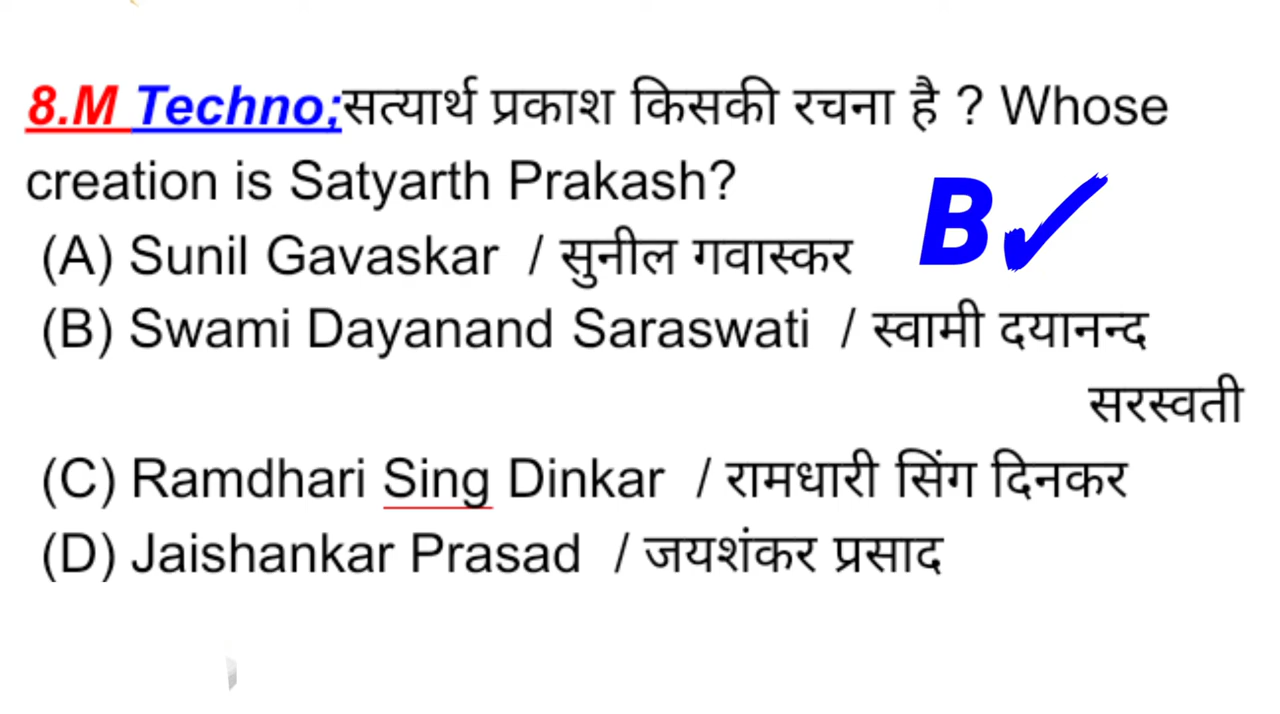 8.M Techno;सत्यार्थ प्रकाश किसकी रचना है ? Whose
creation is Satyarth Prakash?
B✓
(A) Sunil Gavaskar / सुनील गवास्कर
(B) Swami Dayanand Saraswati / स्वामी दयानन्द
सरस्वती
(C) Ramdhari Sing Dinkar / रामधारी सिंग दिनकर
(D) Jaishankar Prasad / जयशंकर प्रसाद